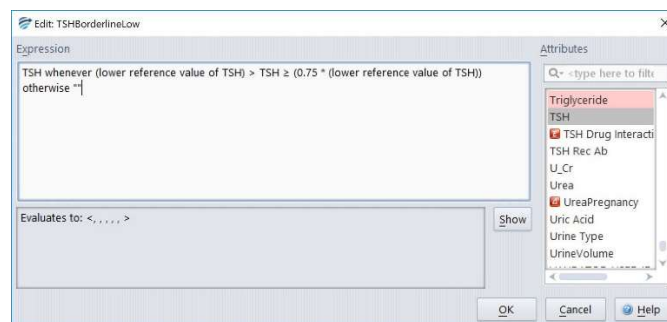 Edit: TSHBorderlineLow
Expression
TSH whenever (lower reference value of TSH) > TSH ≥ (0.75 * (lower reference value of TSH))
otherwise ""
Evaluates to: <, , , , , >
Show
Attributes
<type here to filte
Triglyceride
TSH
TSH Drug Interacti
TSH Rec Ab
U_Cr
Urea
UreaPregnancy
Uric Acid
Urine Type
UrineVolume
OK
Cancel
Help